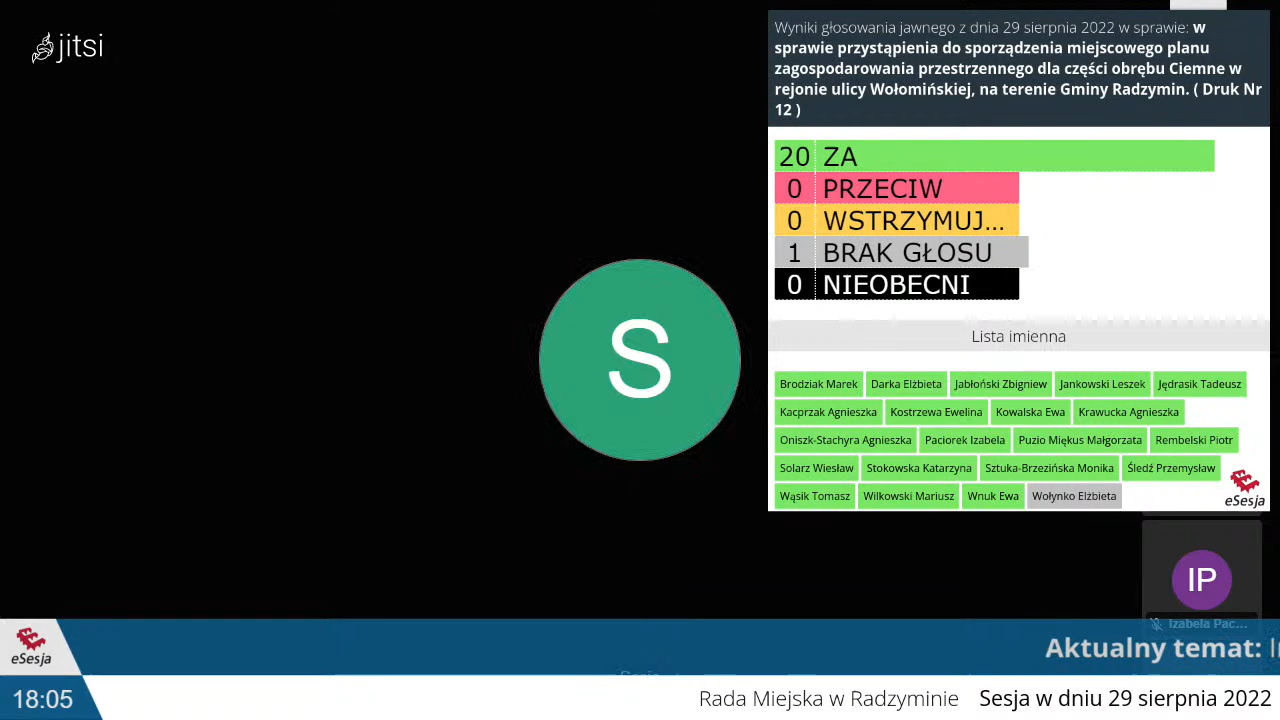 jitsi
Wyniki głosowania jawnego z dnia 29 sierpnia 2022 w sprawie: w
sprawie przystąpienia do sporządzenia miejscowego planu
zagospodarowania przestrzennego dla części obrębu Ciemne w
rejonie ulicy Wołomińskiej, na terenie Gminy Radzymin. ( Druk Nr
12 )
20 ZA
0 PRZECIW
0 WSTRZYMUJ...
1 BRAK GŁOSU
0 NIEOBECNI
Lista imienna
Brodziak Marek Darka Elżbieta Jabłoński Zbigniew Jankowski Leszek Jędrasik Tadeusz
Kacprzak Agnieszka Kostrzewa Ewelina Kowalska Ewa Krawucka Agnieszka
Oniszk-Stachyra Agnieszka Paciorek Izabela Puzio Miękus Małgorzata Rembelski Piotr
Solarz Wiesław Stokowska Katarzyna Sztuka-Brzezińska Monika Śledź Przemysław
Wąsik Tomasz Wilkowski Mariusz Wnuk Ewa Wołynko Elżbieta
eSesja
S
IP
Izabela Pac...
eSesja
Aktualny temat:
18:05
Rada Miejska w Radzyminie Sesja w dniu 29 sierpnia 2022